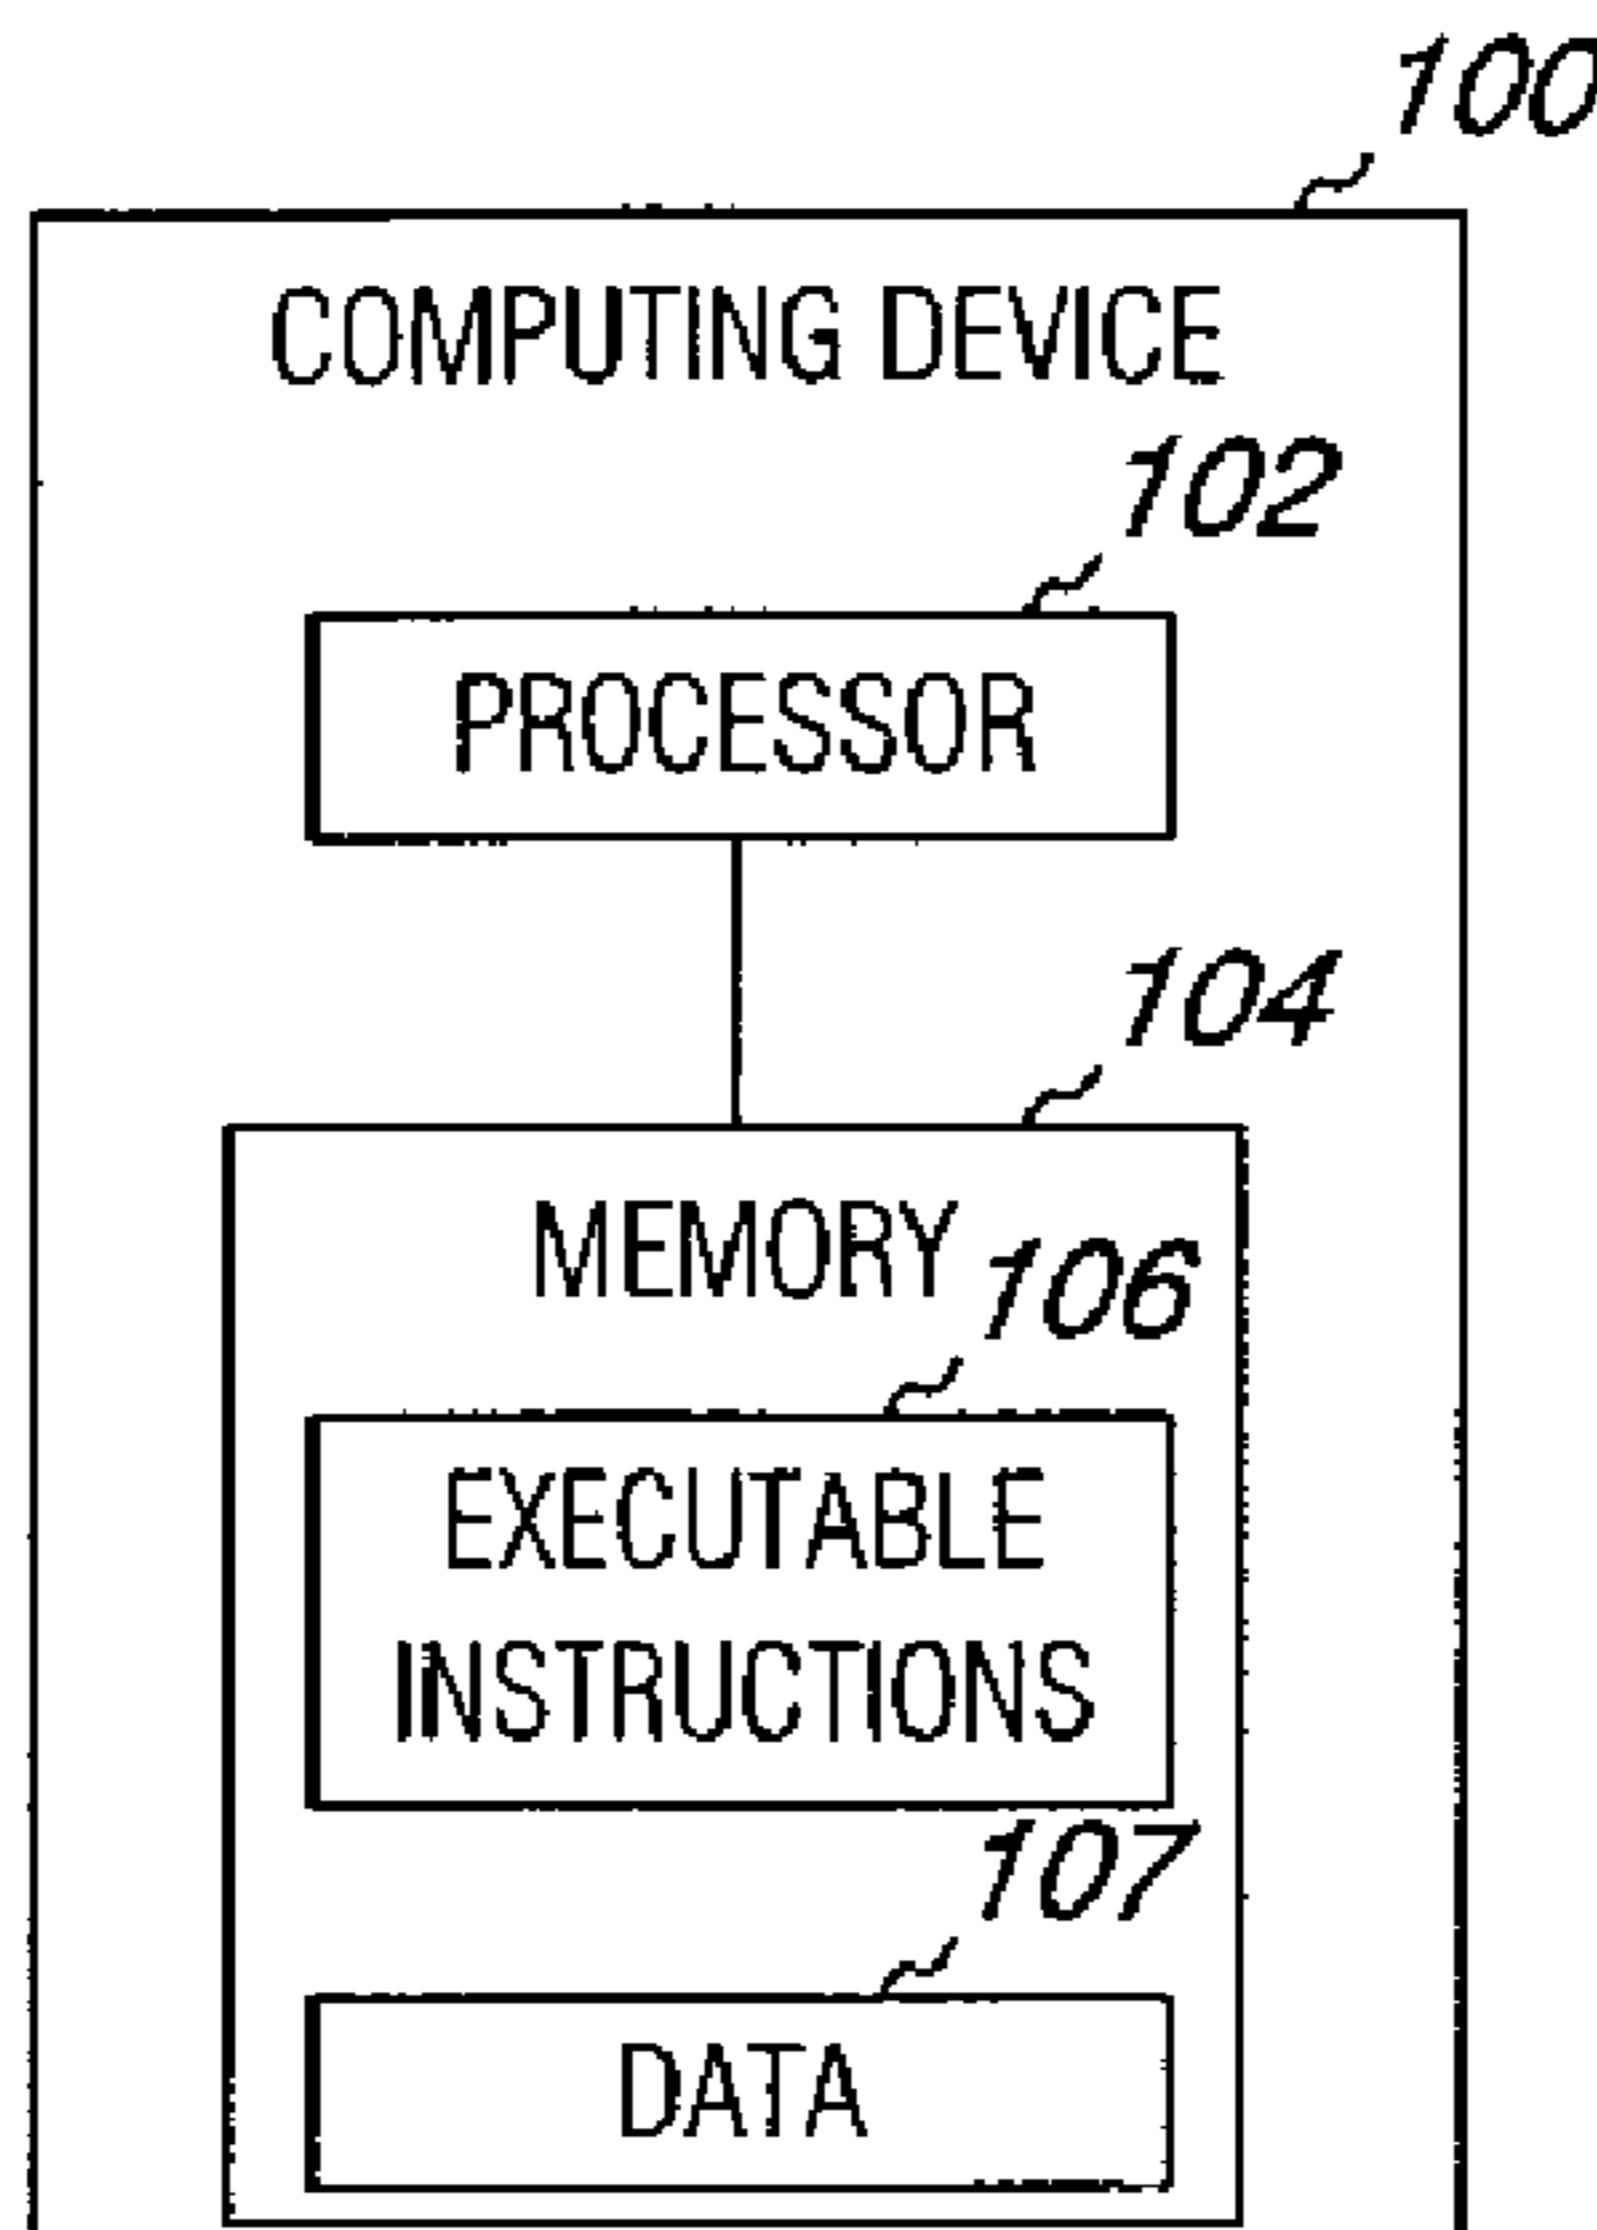 100
COMPUTING DEVICE
102
PROCESSOR
104
MEMORY
106
EXECUTABLE
INSTRUCTIONS
107
DATA